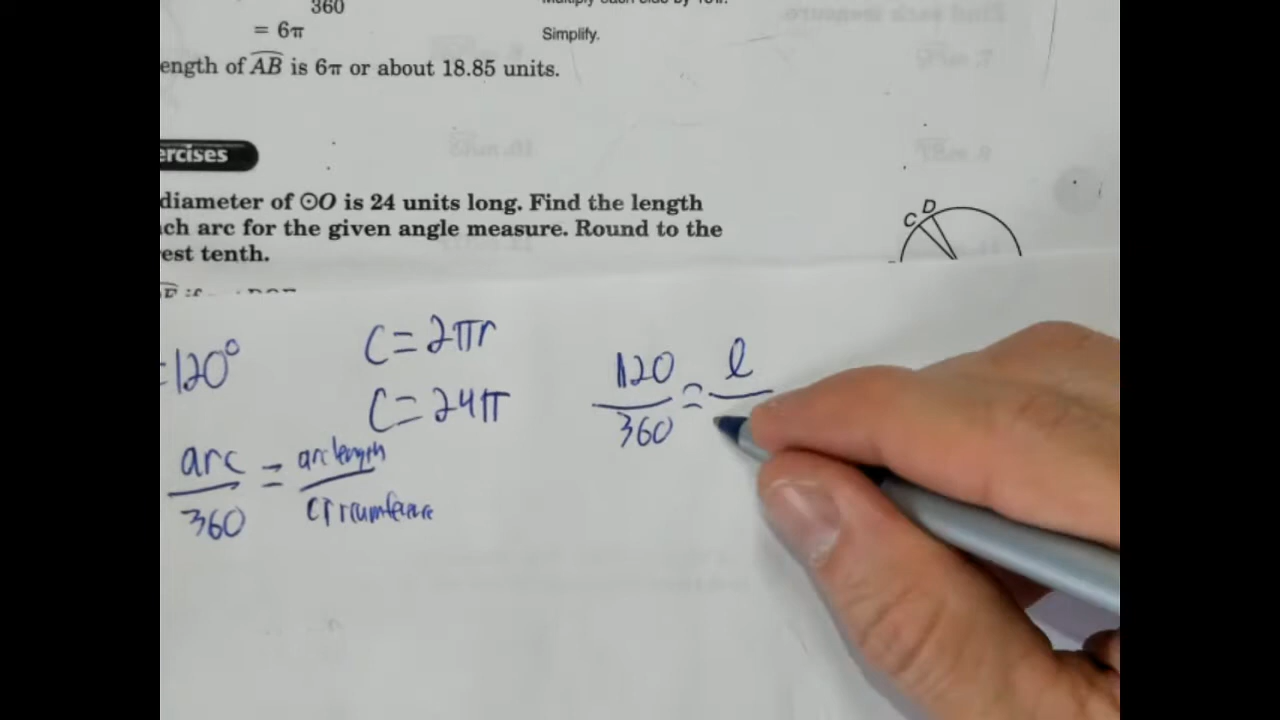 360
= 6π
Simplify.
ength of AB is 6π or about 18.85 units.
ercises
diameter of ⊙O is 24 units long. Find the length
ch arc for the given angle measure. Round to the
est tenth.
C D
=120°
C=2πr
C=24π
120/360 = l
arc/360 = arc length/circumference